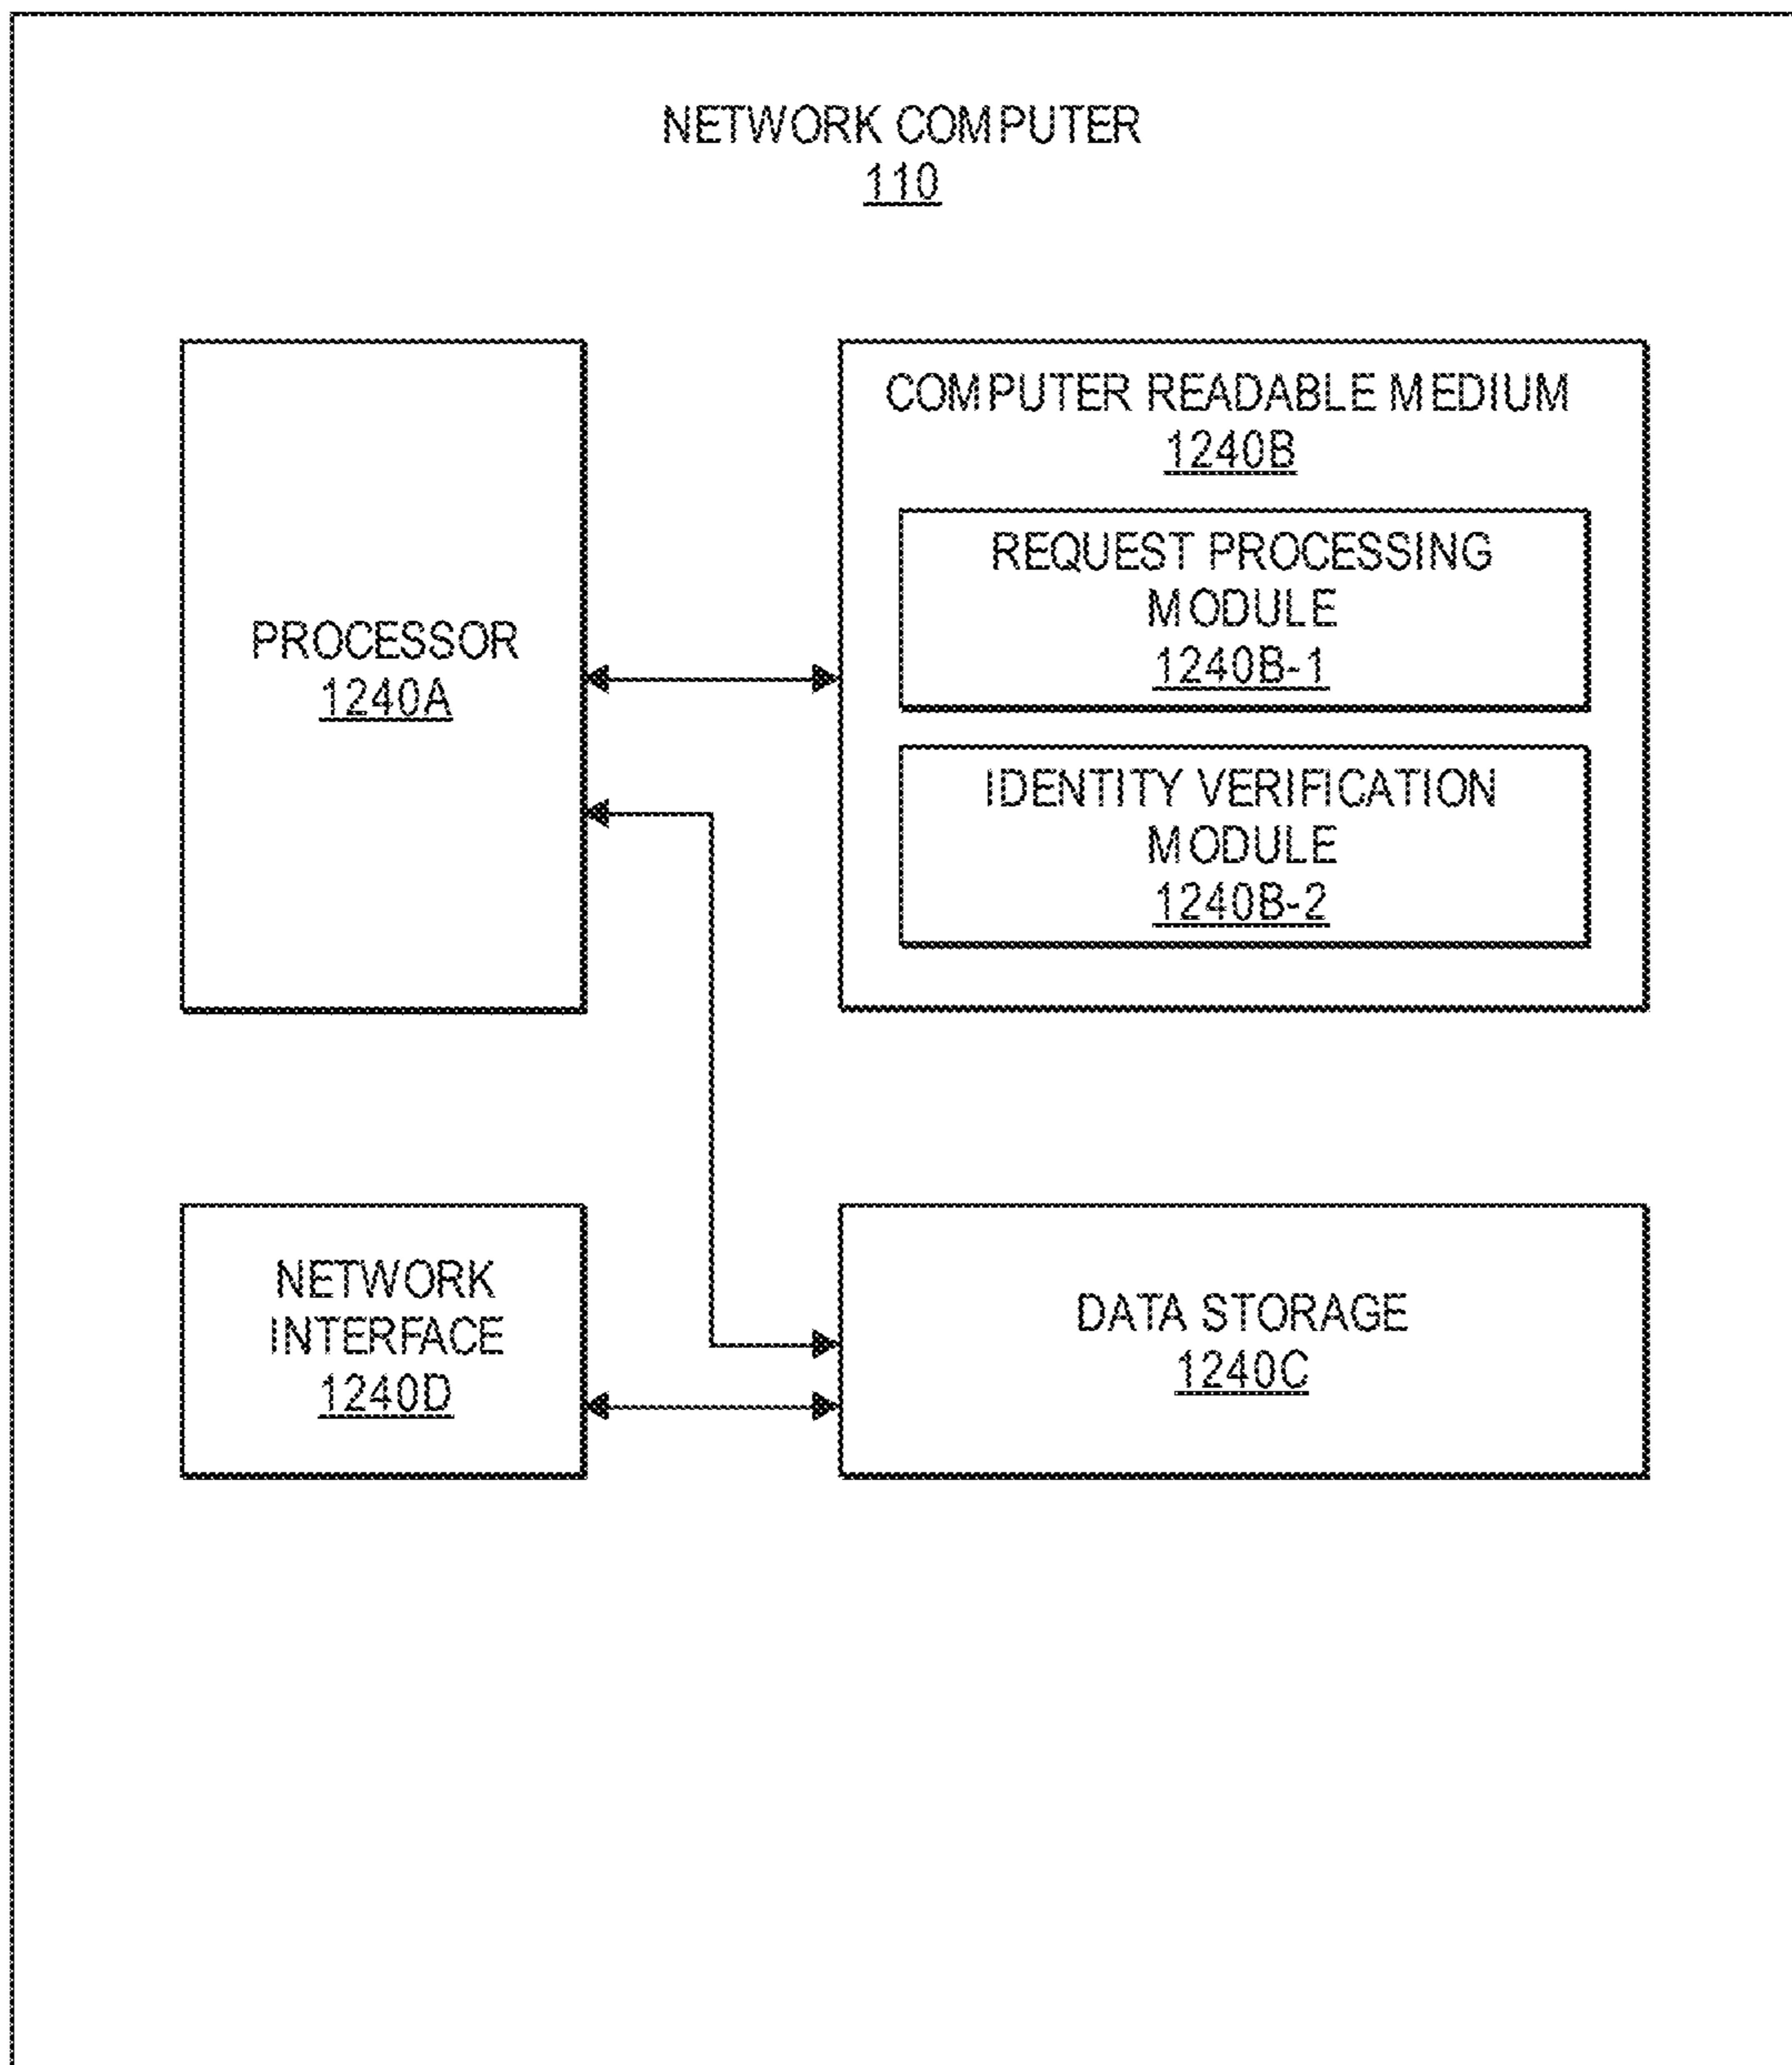 NETWORK COMPUTER
110
PROCESSOR
1240A
COMPUTER READABLE MEDIUM
1240B
REQUEST PROCESSING
MODULE
1240B-1
IDENTITY VERIFICATION
MODULE
1240B-2
NETWORK
INTERFACE
1240D
DATA STORAGE
1240C